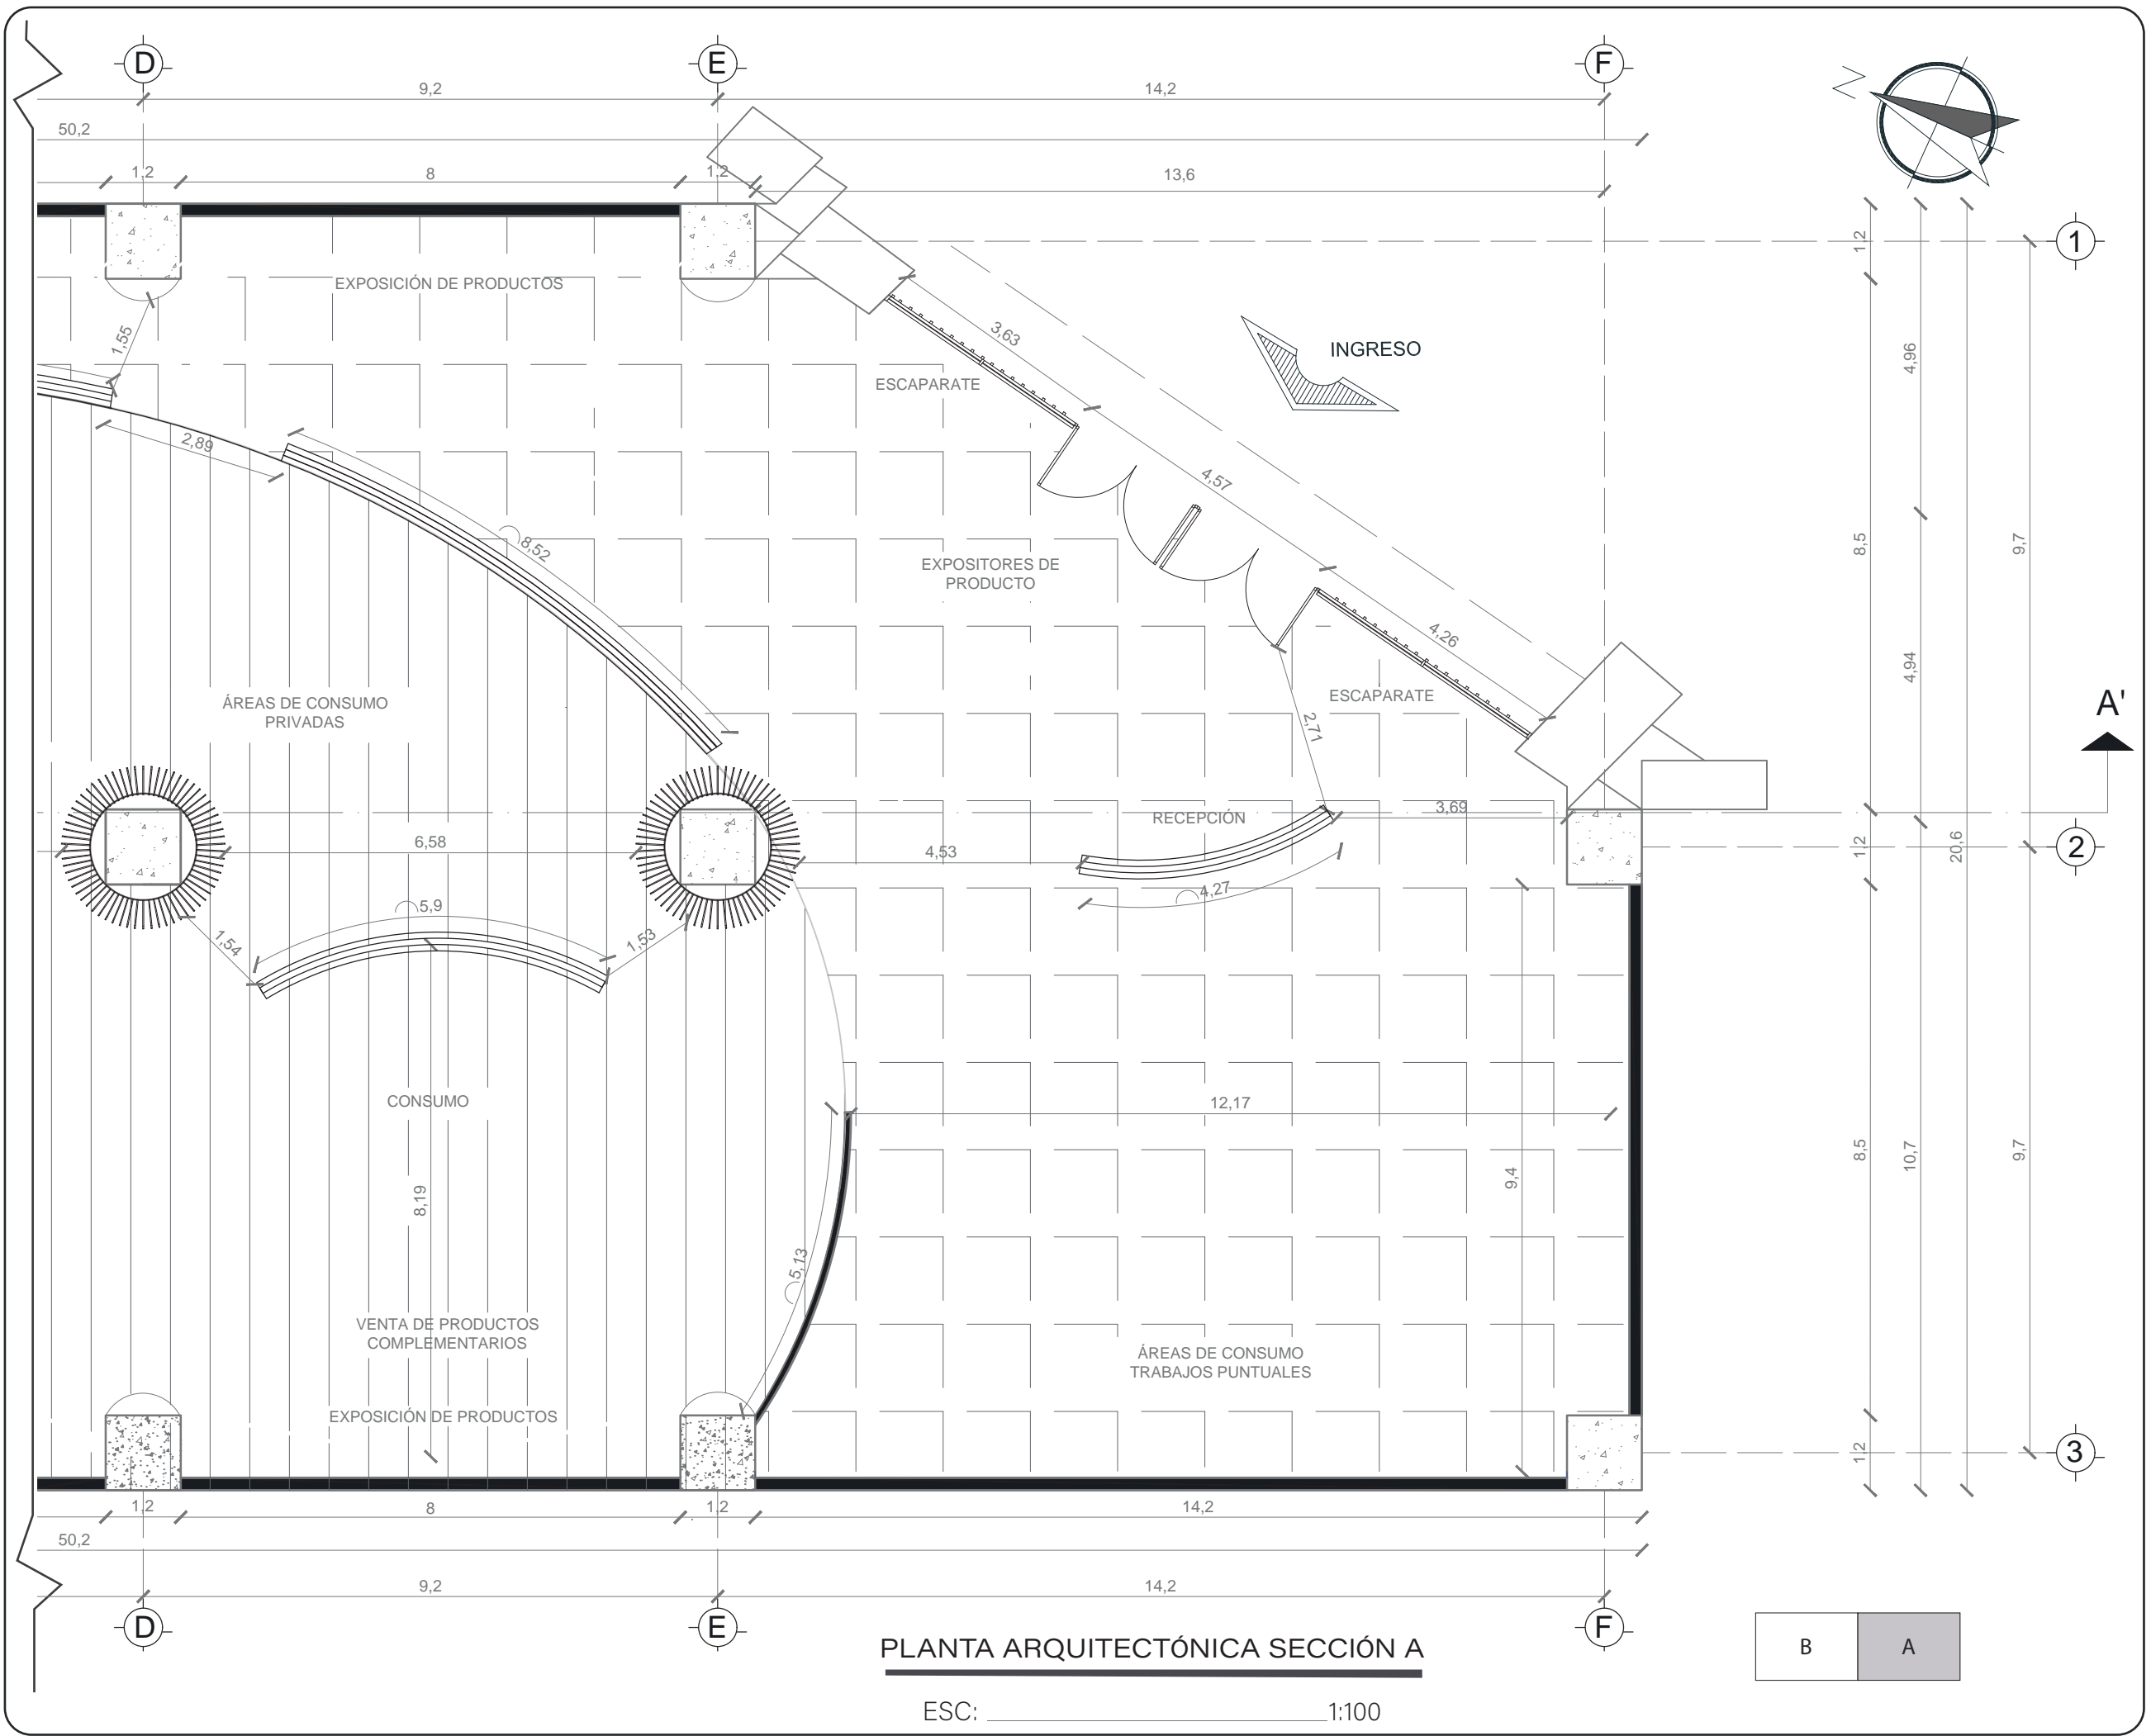 D
E
F
N
9,2
14,2
50,2
1,2
8
1,2
13,6
1
1,2
EXPOSICIÓN DE PRODUCTOS
1,55
3,63
INGRESO
ESCAPARATE
4,96
2,89
4,57
8,52
8,5
9,7
EXPOSITORES DE
PRODUCTO
4,26
4,94
ÁREAS DE CONSUMO
PRIVADAS
ESCAPARATE
2,71
A'
RECEPCIÓN
3,69
6,58
4,53
1,2
20,6
2
4,27
5,9
1,54
1,53
CONSUMO
12,17
8,19
9,4
8,5
10,7
9,7
5,13
VENTA DE PRODUCTOS
COMPLEMENTARIOS
ÁREAS DE CONSUMO
TRABAJOS PUNTUALES
EXPOSICIÓN DE PRODUCTOS
1,2
3
1,2
8
1,2
14,2
50,2
9,2
14,2
D
E
F
PLANTA ARQUITECTÓNICA SECCIÓN A
B
A
ESC: 1:100